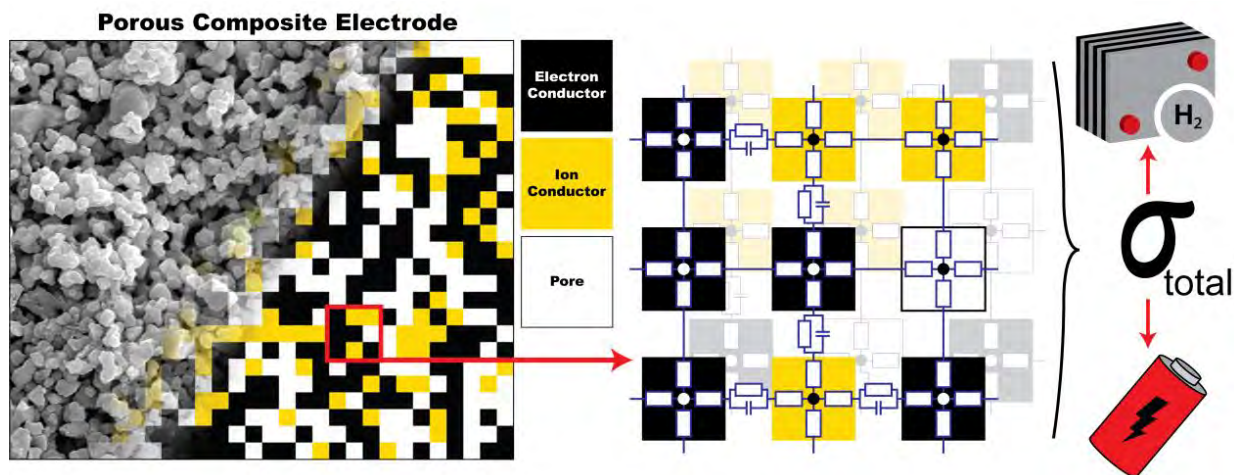 Porous Composite Electrode
Electron
Conductor
Ion
Conductor
Pore
H₂
σ
total